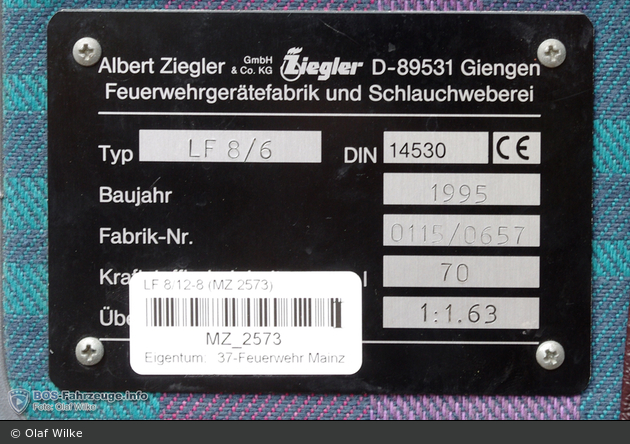 Albert Ziegler GmbH & Co. KG Ziegler D-89531 Giengen
Feuerwehrgerätefabrik und Schlauchweberei
Typ LF 8/6 DIN 14530 CE
Baujahr 1995
Fabrik-Nr. 0115/0657
l 70
1:1.63
LF 8/12-8 (MZ 2573)
MZ_2573
Eigentum: 37-Feuerwehr Mainz
BOS-Fahrzeuge.info
Foto: Olaf Wilke
© Olaf Wilke